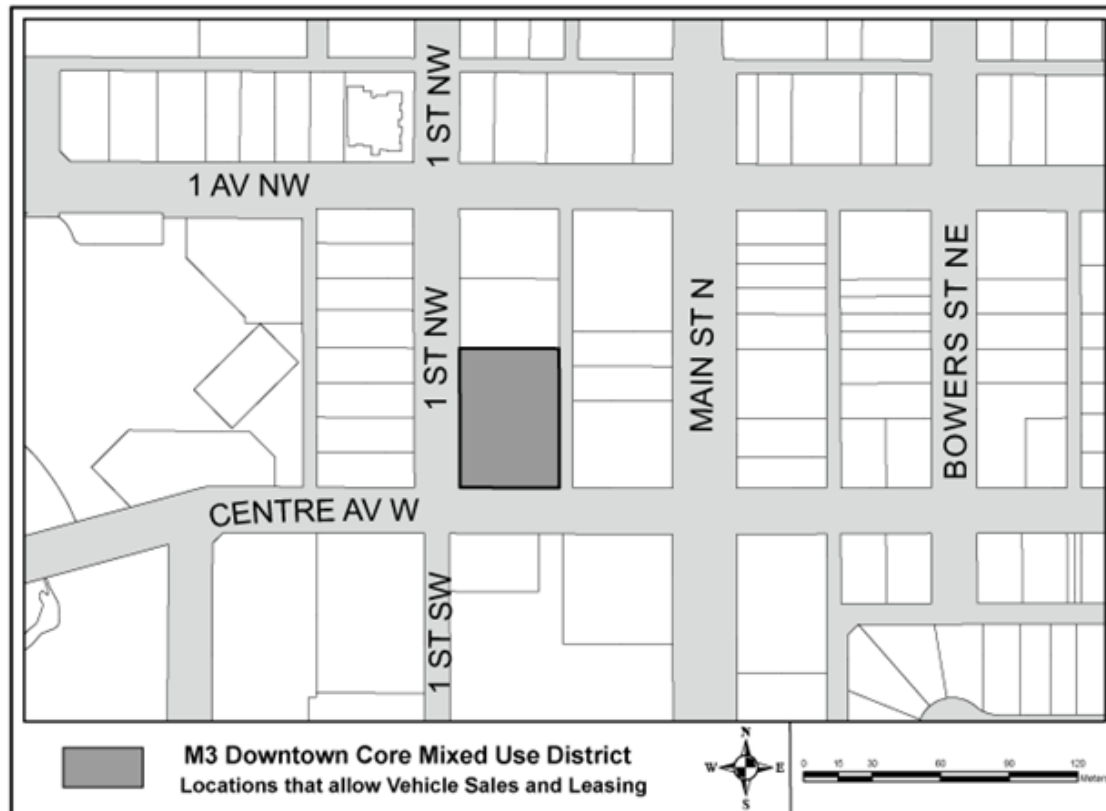 1 ST NW
1 AV NW
1 ST NW
MAIN ST N
BOWERS ST NE
CENTRE AV W
1 ST SW
M3 Downtown Core Mixed Use District
Locations that allow Vehicle Sales and Leasing
N
W
E
S
0 15 30 60 90 120
Meters